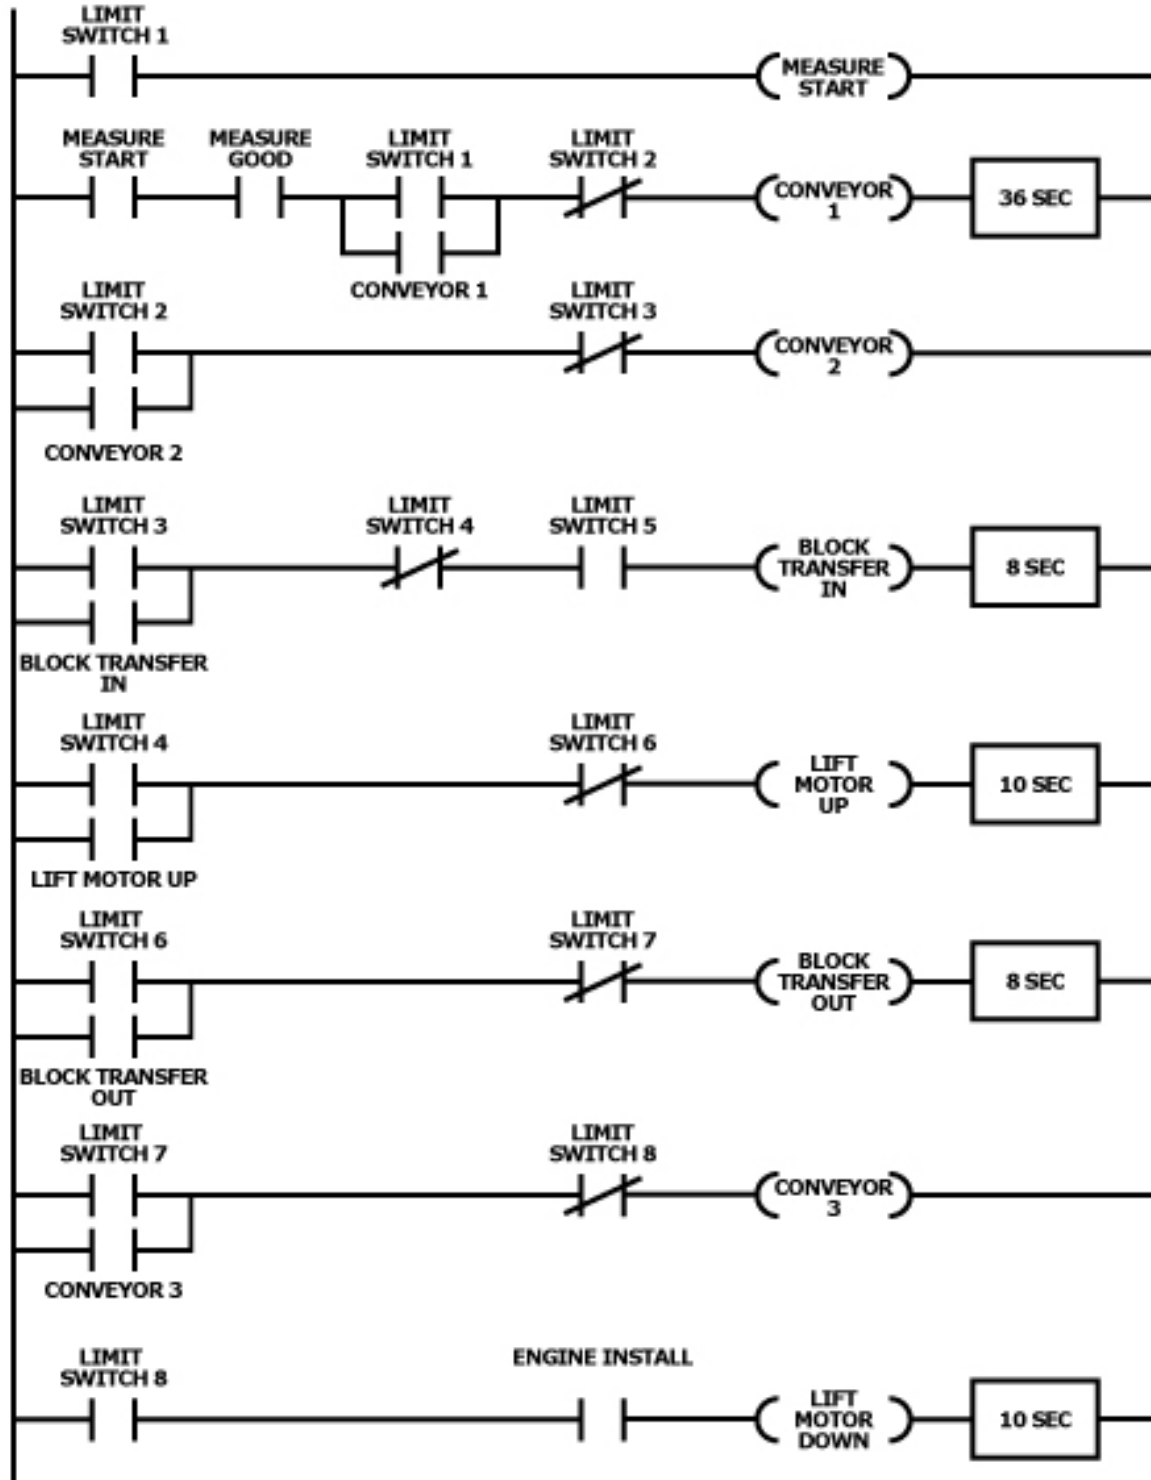 LIMIT
SWITCH 1
MEASURE
START
MEASURE
START
MEASURE
GOOD
LIMIT
SWITCH 1
LIMIT
SWITCH 2
CONVEYOR
1
36 SEC
CONVEYOR 1
LIMIT
SWITCH 2
LIMIT
SWITCH 3
CONVEYOR
2
CONVEYOR 2
LIMIT
SWITCH 3
LIMIT
SWITCH 4
LIMIT
SWITCH 5
BLOCK
TRANSFER
IN
8 SEC
BLOCK TRANSFER
IN
LIMIT
SWITCH 4
LIMIT
SWITCH 6
LIFT
MOTOR
UP
10 SEC
LIFT MOTOR UP
LIMIT
SWITCH 6
LIMIT
SWITCH 7
BLOCK
TRANSFER
OUT
8 SEC
BLOCK TRANSFER
OUT
LIMIT
SWITCH 7
LIMIT
SWITCH 8
CONVEYOR
3
CONVEYOR 3
LIMIT
SWITCH 8
ENGINE INSTALL
LIFT
MOTOR
DOWN
10 SEC